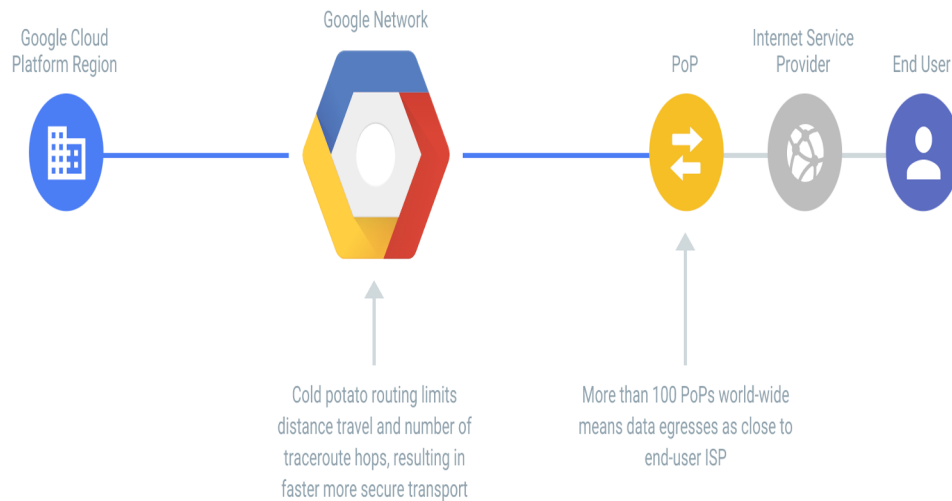 Google Network
Google Cloud
Platform Region
PoP
Internet Service
Provider
End User
Cold potato routing limits
distance travel and number of
traceroute hops, resulting in
faster more secure transport
More than 100 PoPs world-wide
means data egresses as close to
end-user ISP